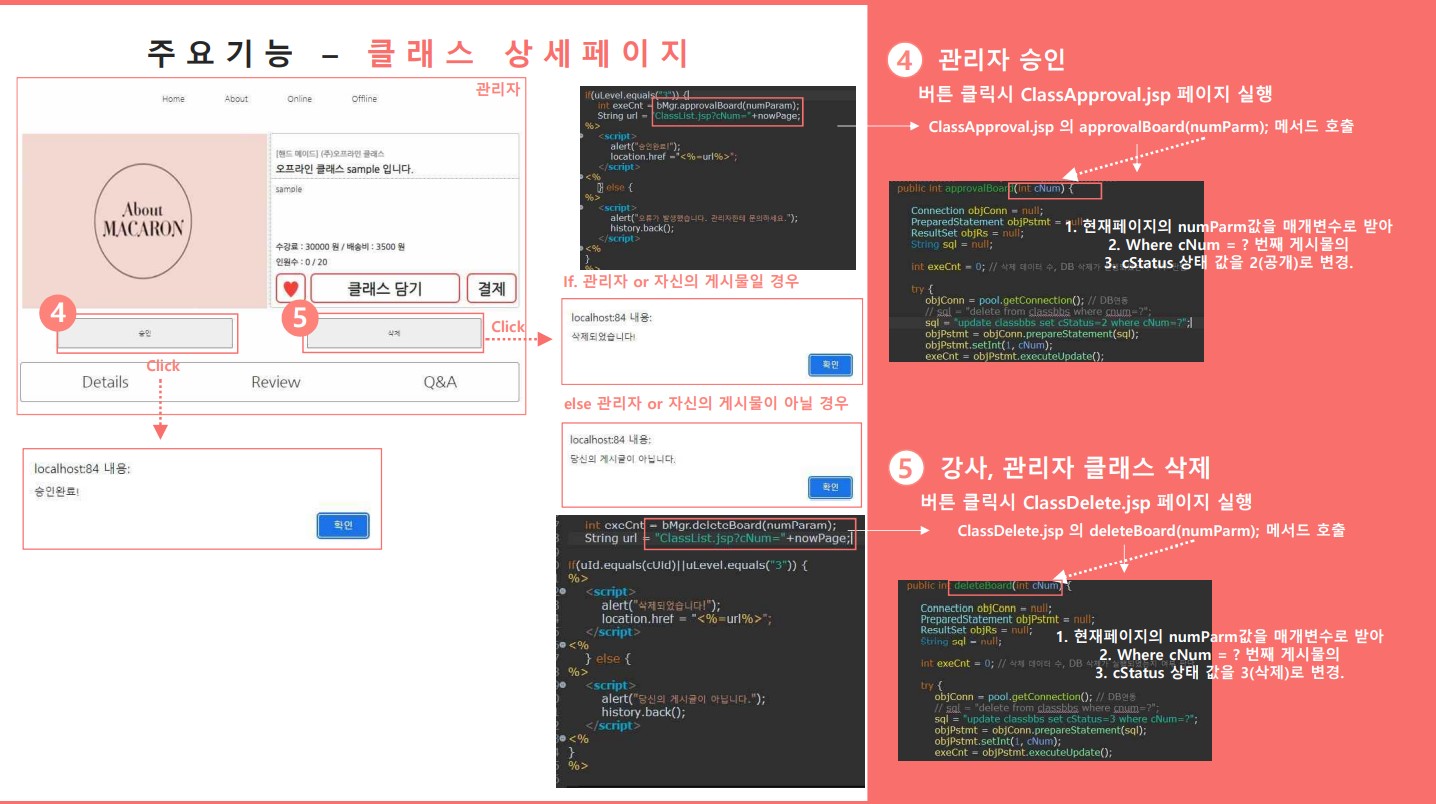 주요기능 – 클래스 상세페이지
관리자
Home About Online Offline
About
MACARON
[핸드 메이드] (주)오프라인 클래스
오프라인 클래스 sample 입니다.
sample
수강료 : 30000 원 / 배송비 : 3500 원
인원수 : 0 / 20
클래스 담기
결제
4
승인
5
삭제
Click
Click
Details Review Q&A
localhost:84 내용:
승인완료!
확인
if(uLevel.equals("3")) {
int exeCnt = bMgr.approvalBoard(numParam);
String url = "ClassList.jsp?cNum="+nowPage;
%>
<script>
alert("승인완료!");
location.href ="<%=url%>";
</script>
<%
} else {
%>
<script>
alert("오류가 발생했습니다. 관리자한테 문의하세요.");
history.back();
</script>
<%
}
%>
If. 관리자 or 자신의 게시물일 경우
localhost:84 내용:
삭제되었습니다!
확인
else 관리자 or 자신의 게시물이 아닐 경우
localhost:84 내용:
당신의 게시글이 아닙니다.
확인
int exeCnt = bMgr.deleteBoard(numParam);
String url = "ClassList.jsp?cNum="+nowPage;
if(uId.equals(cUId)||uLevel.equals("3")) {
%>
<script>
alert("삭제되었습니다!");
location.href = "<%=url%>";
</script>
<%
} else {
%>
<script>
alert("당신의 게시글이 아닙니다.");
history.back();
</script>
<%
}
%>
4 관리자 승인
버튼 클릭시 ClassApproval.jsp 페이지 실행
ClassApproval.jsp 의 approvalBoard(numParm); 메서드 호출
public int approvalBoard(int cNum) {
Connection objConn = null;
PreparedStatement objPstmt = null;
ResultSet objRs = null;
String sql = null;
int exeCnt = 0; // 삭제 데이터 수, DB 삭제가
try {
objConn = pool.getConnection(); // DB연동
// sql = "delete from classbbs where cnum=?";
sql = "update classbbs set cStatus=2 where cNum=?";
objPstmt = objConn.prepareStatement(sql);
objPstmt.setInt(1, cNum);
exeCnt = objPstmt.executeUpdate();
1. 현재페이지의 numParm값을 매개변수로 받아
2. Where cNum = ? 번째 게시물의
3. cStatus 상태 값을 2(공개)로 변경.
5 강사, 관리자 클래스 삭제
버튼 클릭시 ClassDelete.jsp 페이지 실행
ClassDelete.jsp 의 deleteBoard(numParm); 메서드 호출
public int deleteBoard(int cNum) {
Connection objConn = null;
PreparedStatement objPstmt = null;
ResultSet objRs = null;
String sql = null;
int exeCnt = 0; // 삭제 데이터 수, DB 삭제가
try {
objConn = pool.getConnection(); // DB연동
// sql = "delete from classbbs where cnum=?";
sql = "update classbbs set cStatus=3 where cNum=?";
objPstmt = objConn.prepareStatement(sql);
objPstmt.setInt(1, cNum);
exeCnt = objPstmt.executeUpdate();
1. 현재페이지의 numParm값을 매개변수로 받아
2. Where cNum = ? 번째 게시물의
3. cStatus 상태 값을 3(삭제)로 변경.